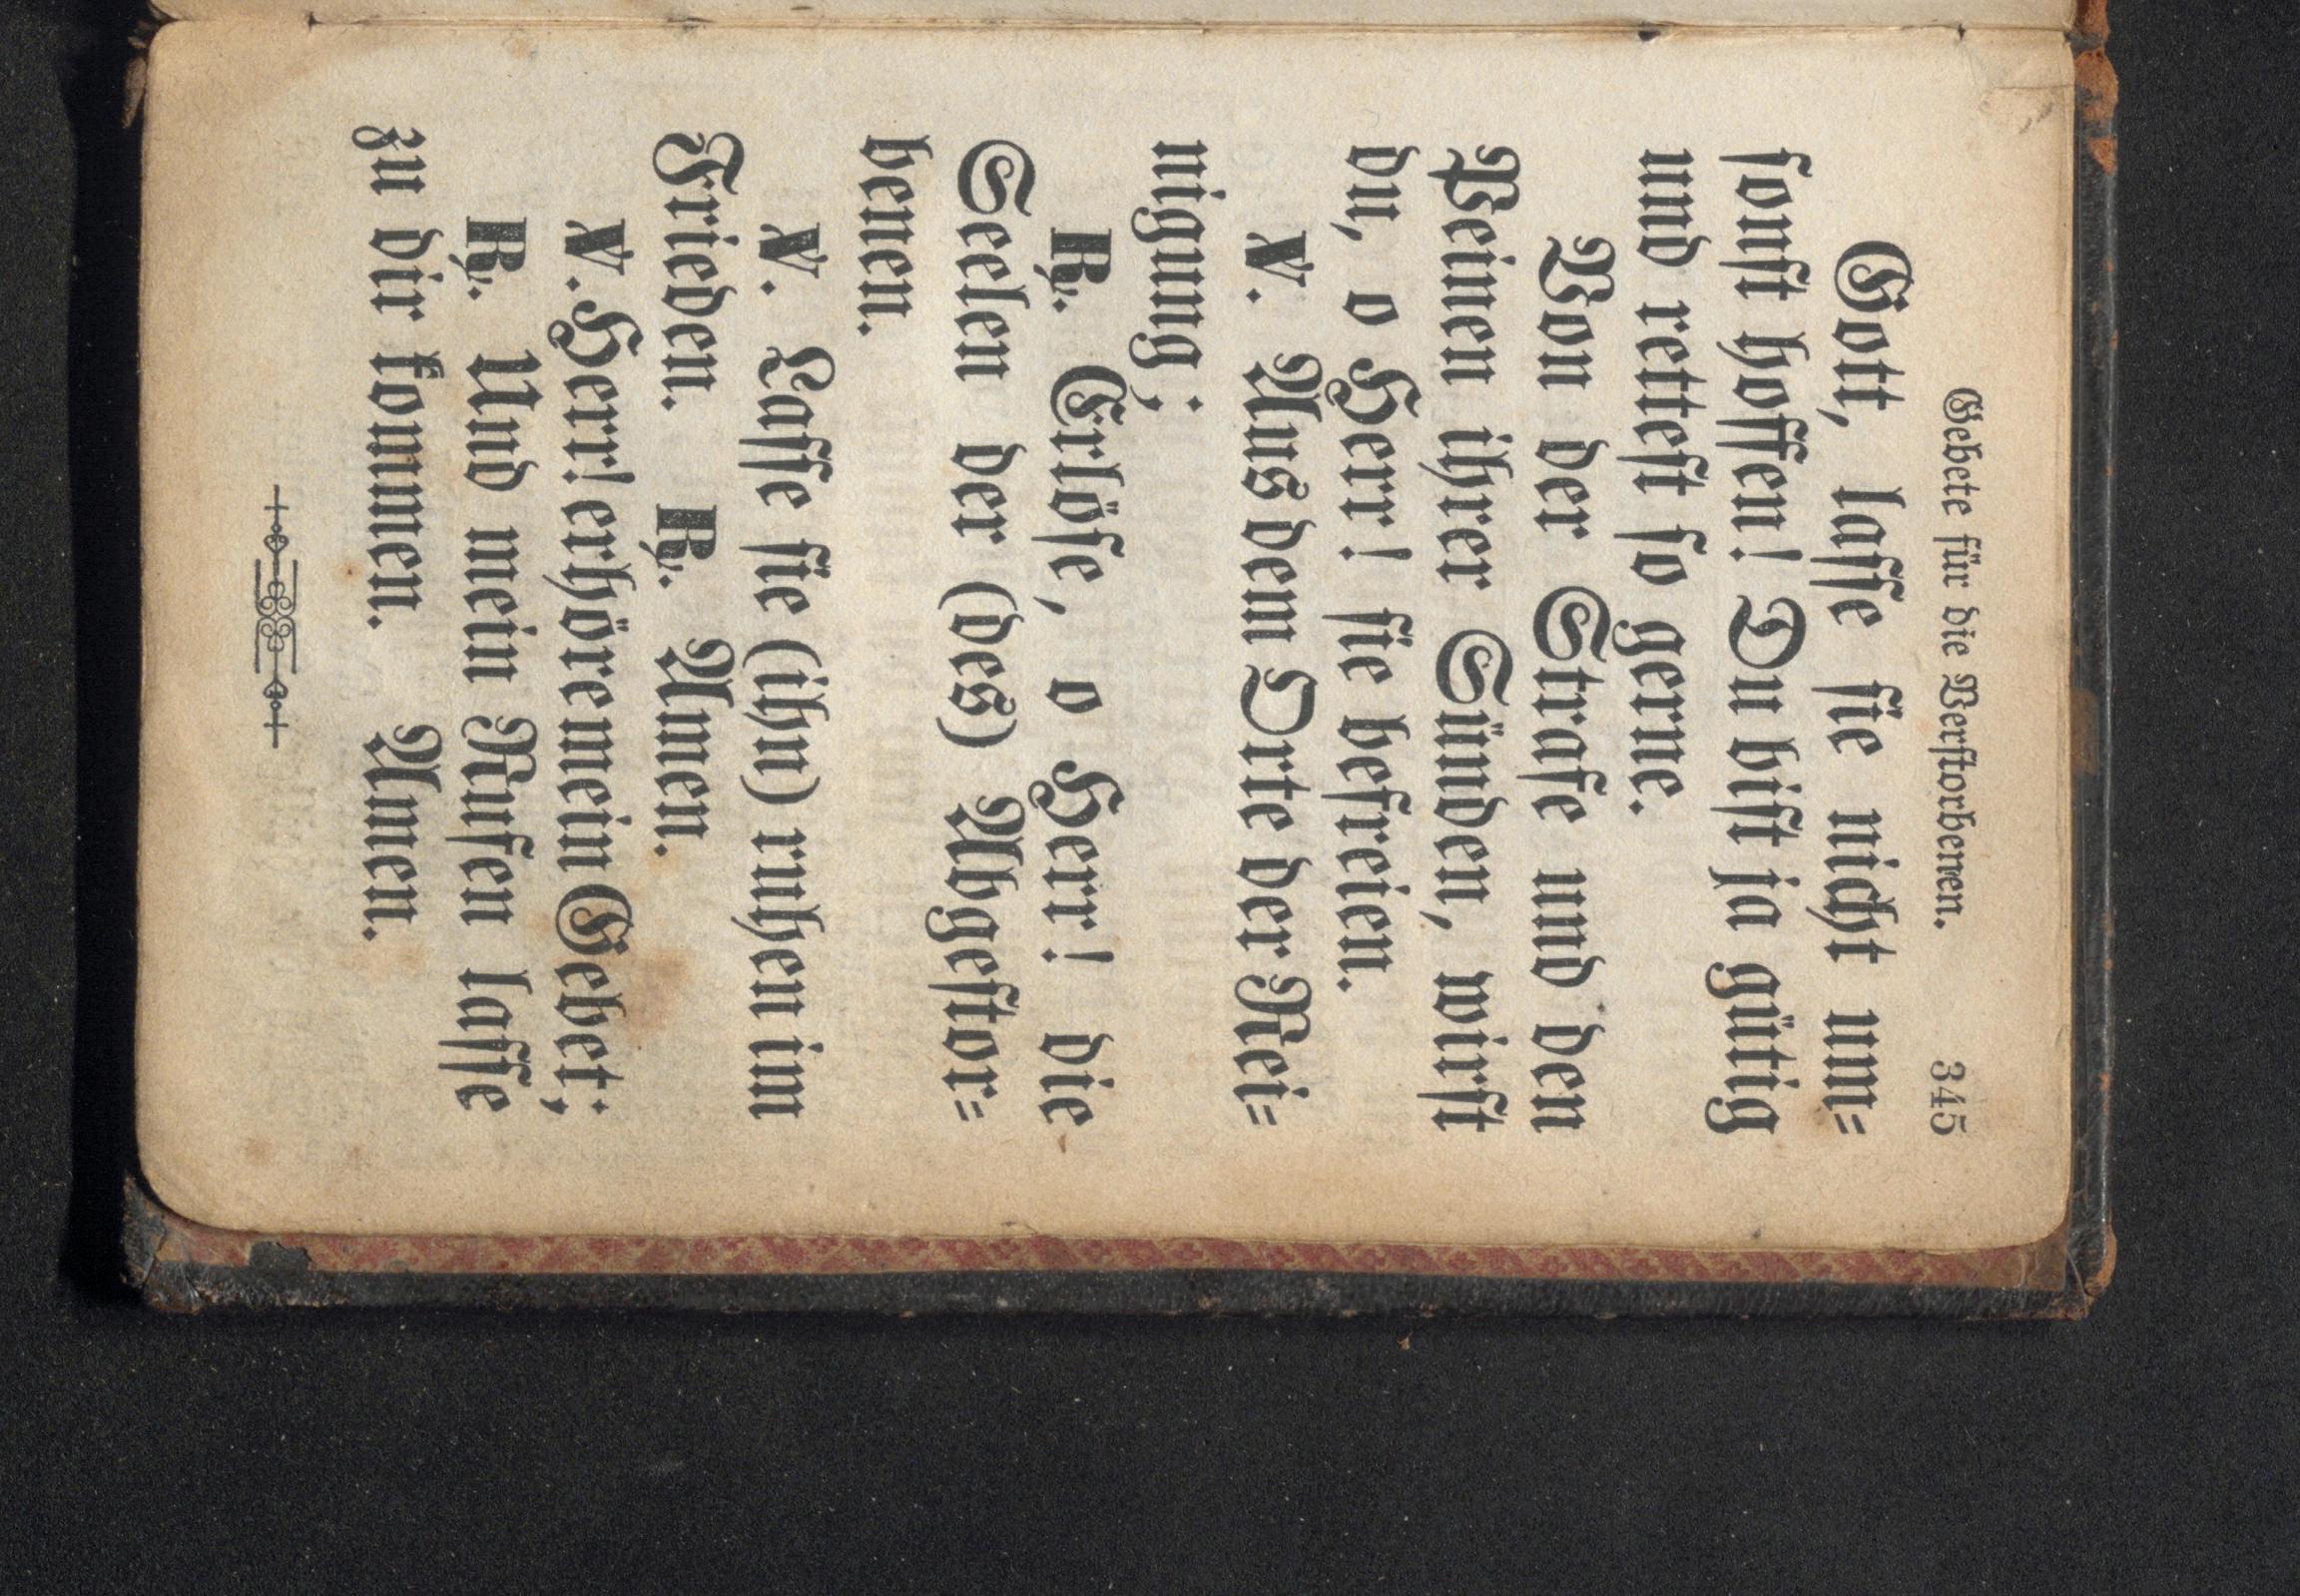 Gebete für die Verstorbenen. 345
Gott, lasse sie nicht um=
sonst hoffen! Du bist ja gütig
und rettest so gerne.
Von der Strafe und den
Peinen ihrer Sünden, wirst
du, o Herr! sie befreien.
℣. Aus dem Orte der Rei=
nigung;
℟. Erlöse, o Herr! die
Seelen der (des) Abgestor=
benen.
℣. Lasse sie (ihn) ruhen im
Frieden. ℟. Amen.
℣. Herr! erhöre mein Gebet;
℟. Und mein Rufen lasse
zu dir kommen. Amen.